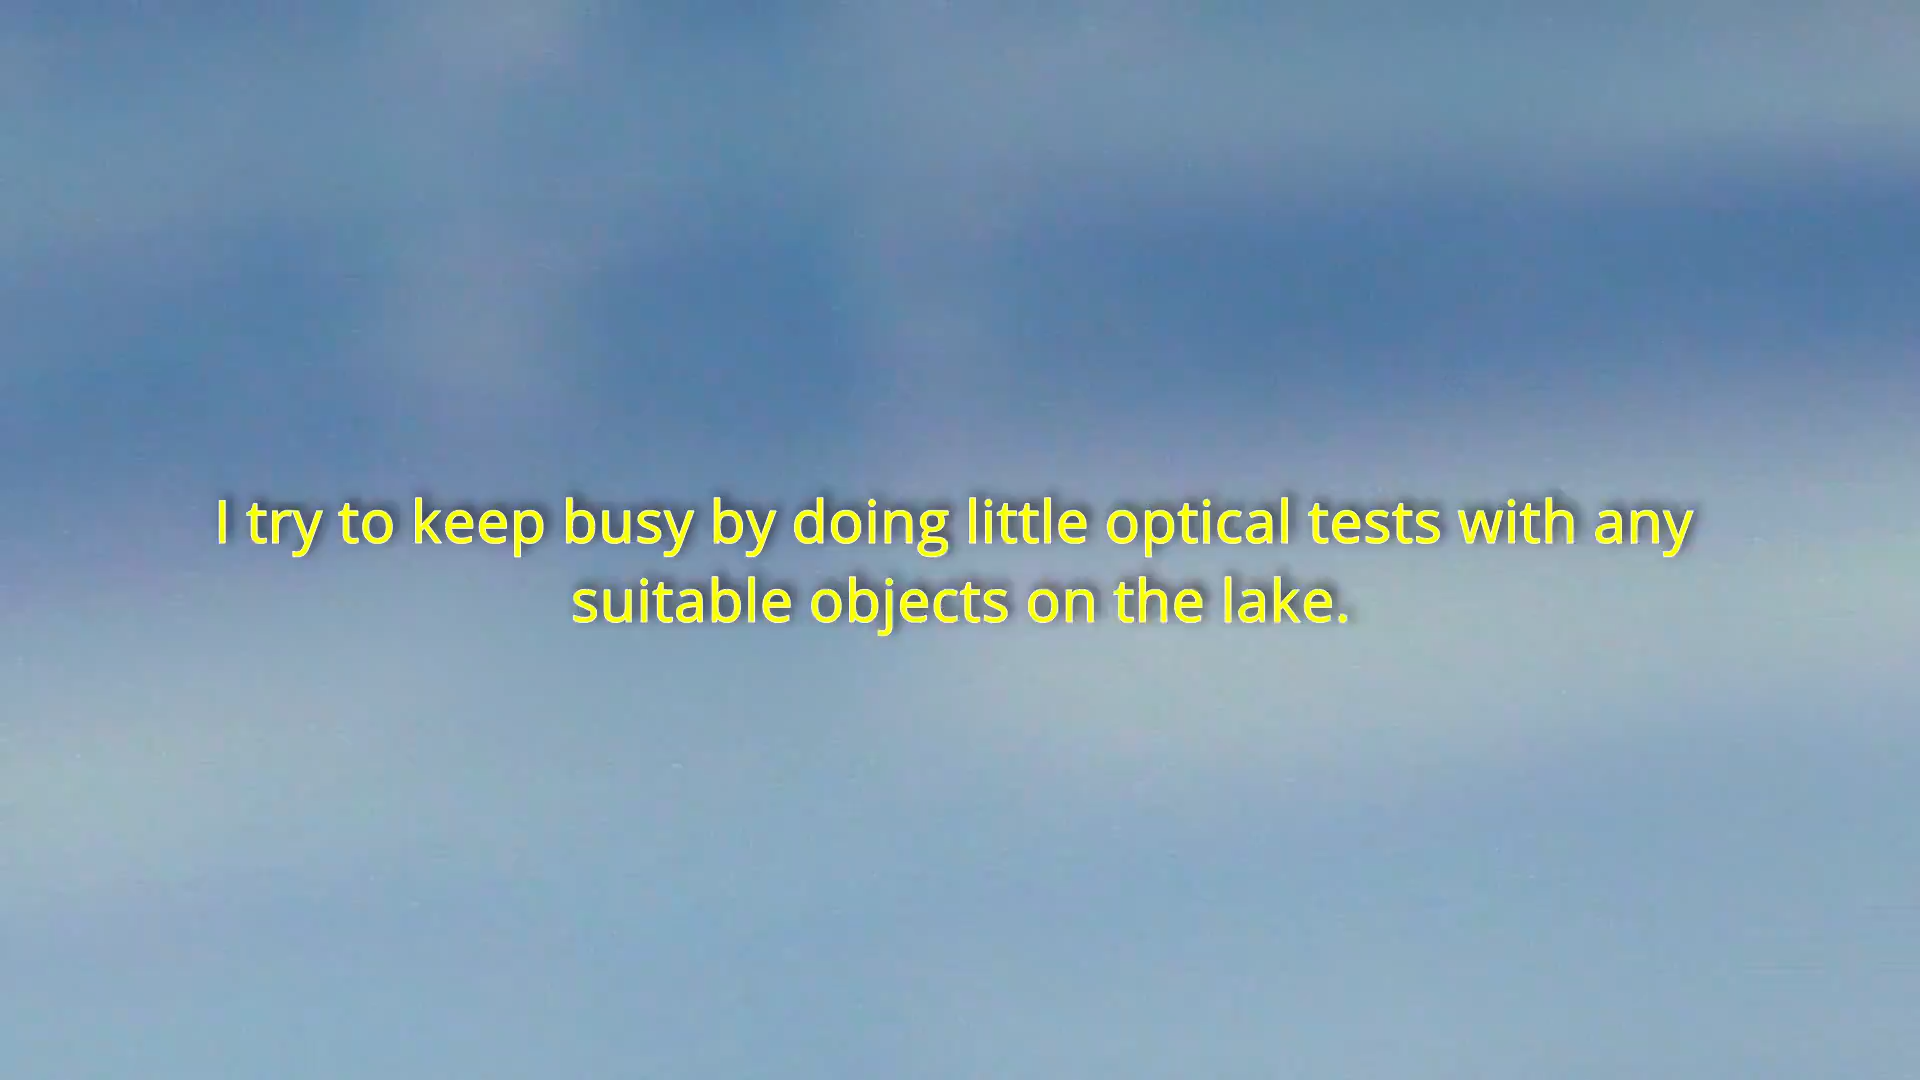 I try to keep busy by doing little optical tests with any
suitable objects on the lake.